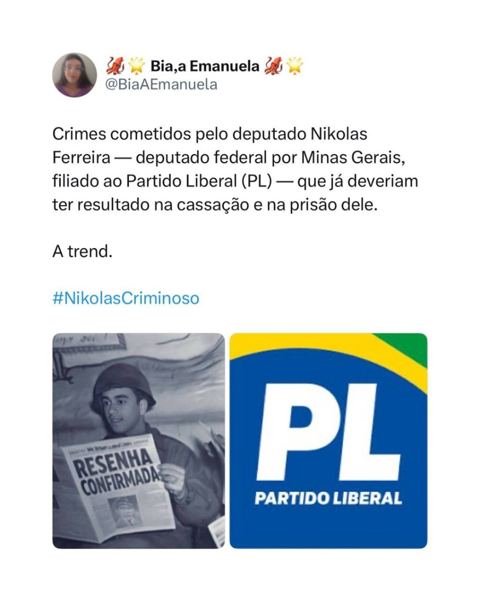 🦑🌟 Bia,a Emanuela 🦑🌟
@BiaAEmanuela
Crimes cometidos pelo deputado Nikolas
Ferreira — deputado federal por Minas Gerais,
filiado ao Partido Liberal (PL) — que já deveriam
ter resultado na cassação e na prisão dele.
A trend.
#NikolasCriminoso
RESENHA
CONFIRMADA
PL
PARTIDO LIBERAL